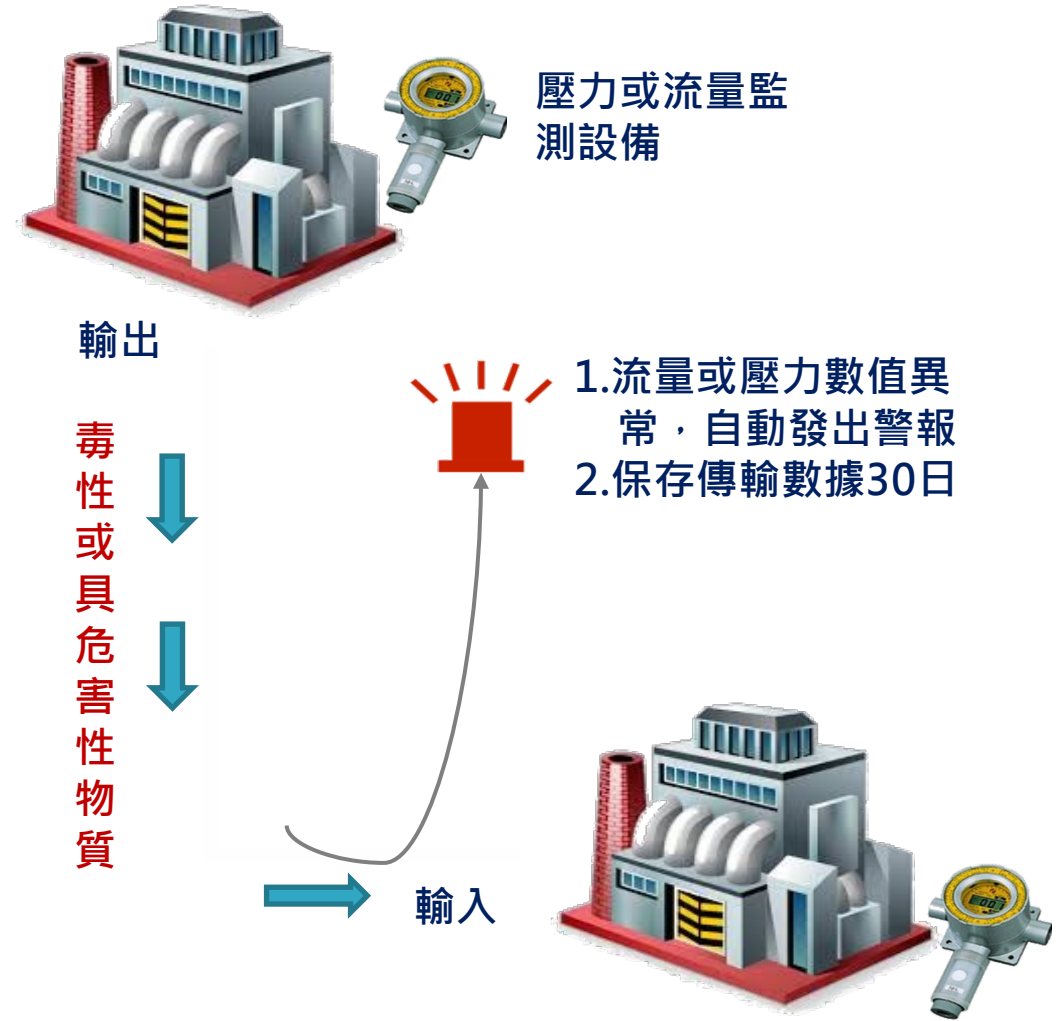 壓力或流量監
測設備
輸出
1.流量或壓力數值異
常，自動發出警報
2.保存傳輸數據30日
毒性或具危害性物質
輸入